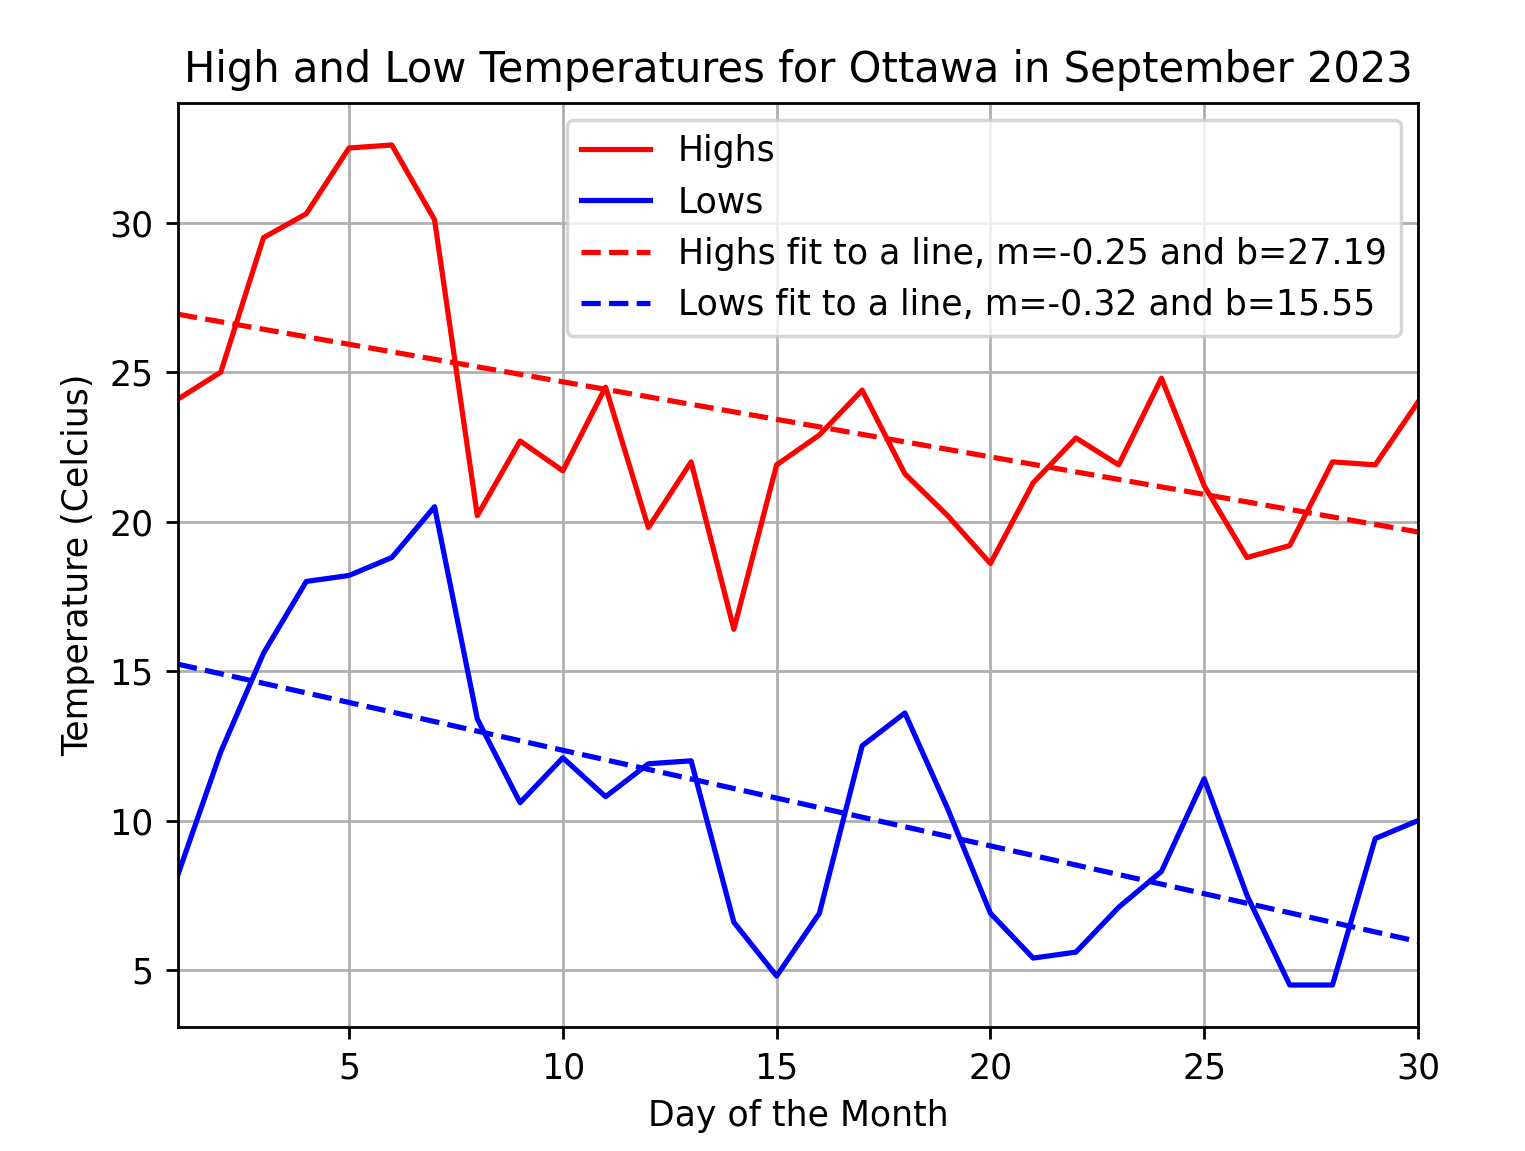 High and Low Temperatures for Ottawa in September 2023
Highs
Lows
Highs fit to a line, m=-0.25 and b=27.19
Lows fit to a line, m=-0.32 and b=15.55
Temperature (Celcius)
30
25
20
15
10
5
5 10 15 20 25 30
Day of the Month